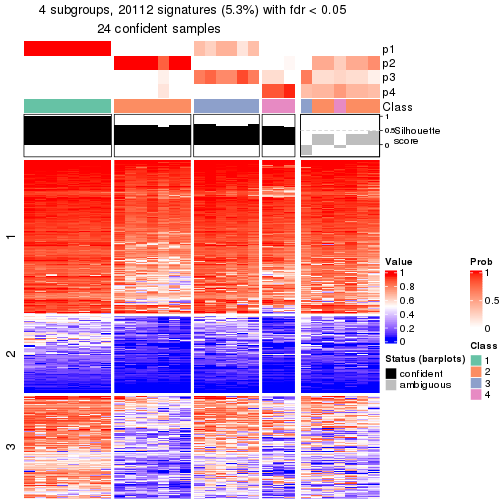 4 subgroups, 20112 signatures (5.3%) with fdr < 0.05
24 confident samples
p1
p2
p3
p4
Class
1
0.5
0
Silhouette
score
1
2
3
Value
1
0.8
0.6
0.4
0.2
0
Status (barplots)
confident
ambiguous
Prob
1
0.5
0
Class
1
2
3
4